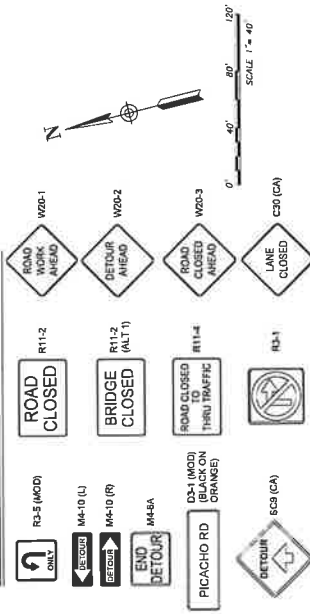 R3-5 (MOD)
ONLY
M4-10 (L)
DETOUR
M4-10 (R)
DETOUR
M4-8A
END
DETOUR
D3-1 (MOD)
(BLACK ON
ORANGE)
PICACHO RD
SC9 (CA)
DETOUR
R11-2
ROAD
CLOSED
R11-2
(ALT 1)
BRIDGE
CLOSED
R11-4
ROAD CLOSED
TO
THRU TRAFFIC
R3-1
W20-1
ROAD
WORK
AHEAD
W20-2
DETOUR
AHEAD
W20-3
ROAD
CLOSED
AHEAD
C30 (CA)
LANE
CLOSED
N
0' 40' 80' 120'
SCALE 1"= 40'